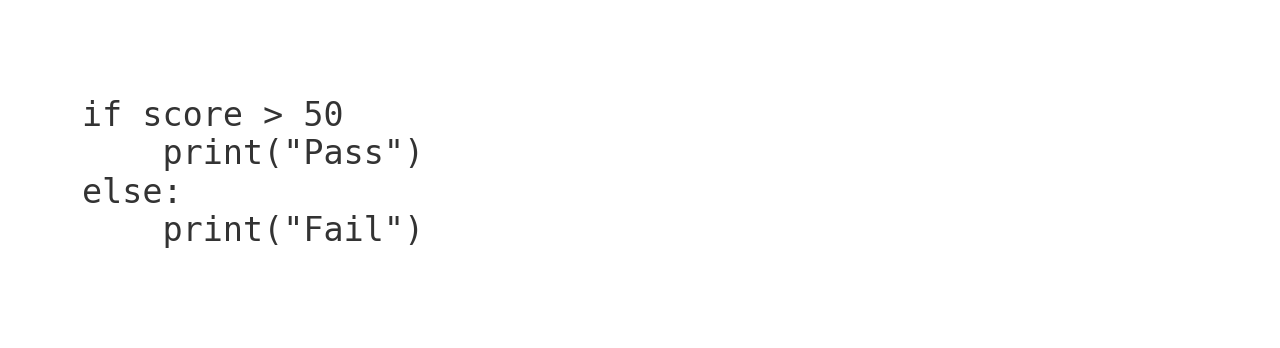 if score > 50
    print("Pass")
else:
    print("Fail")